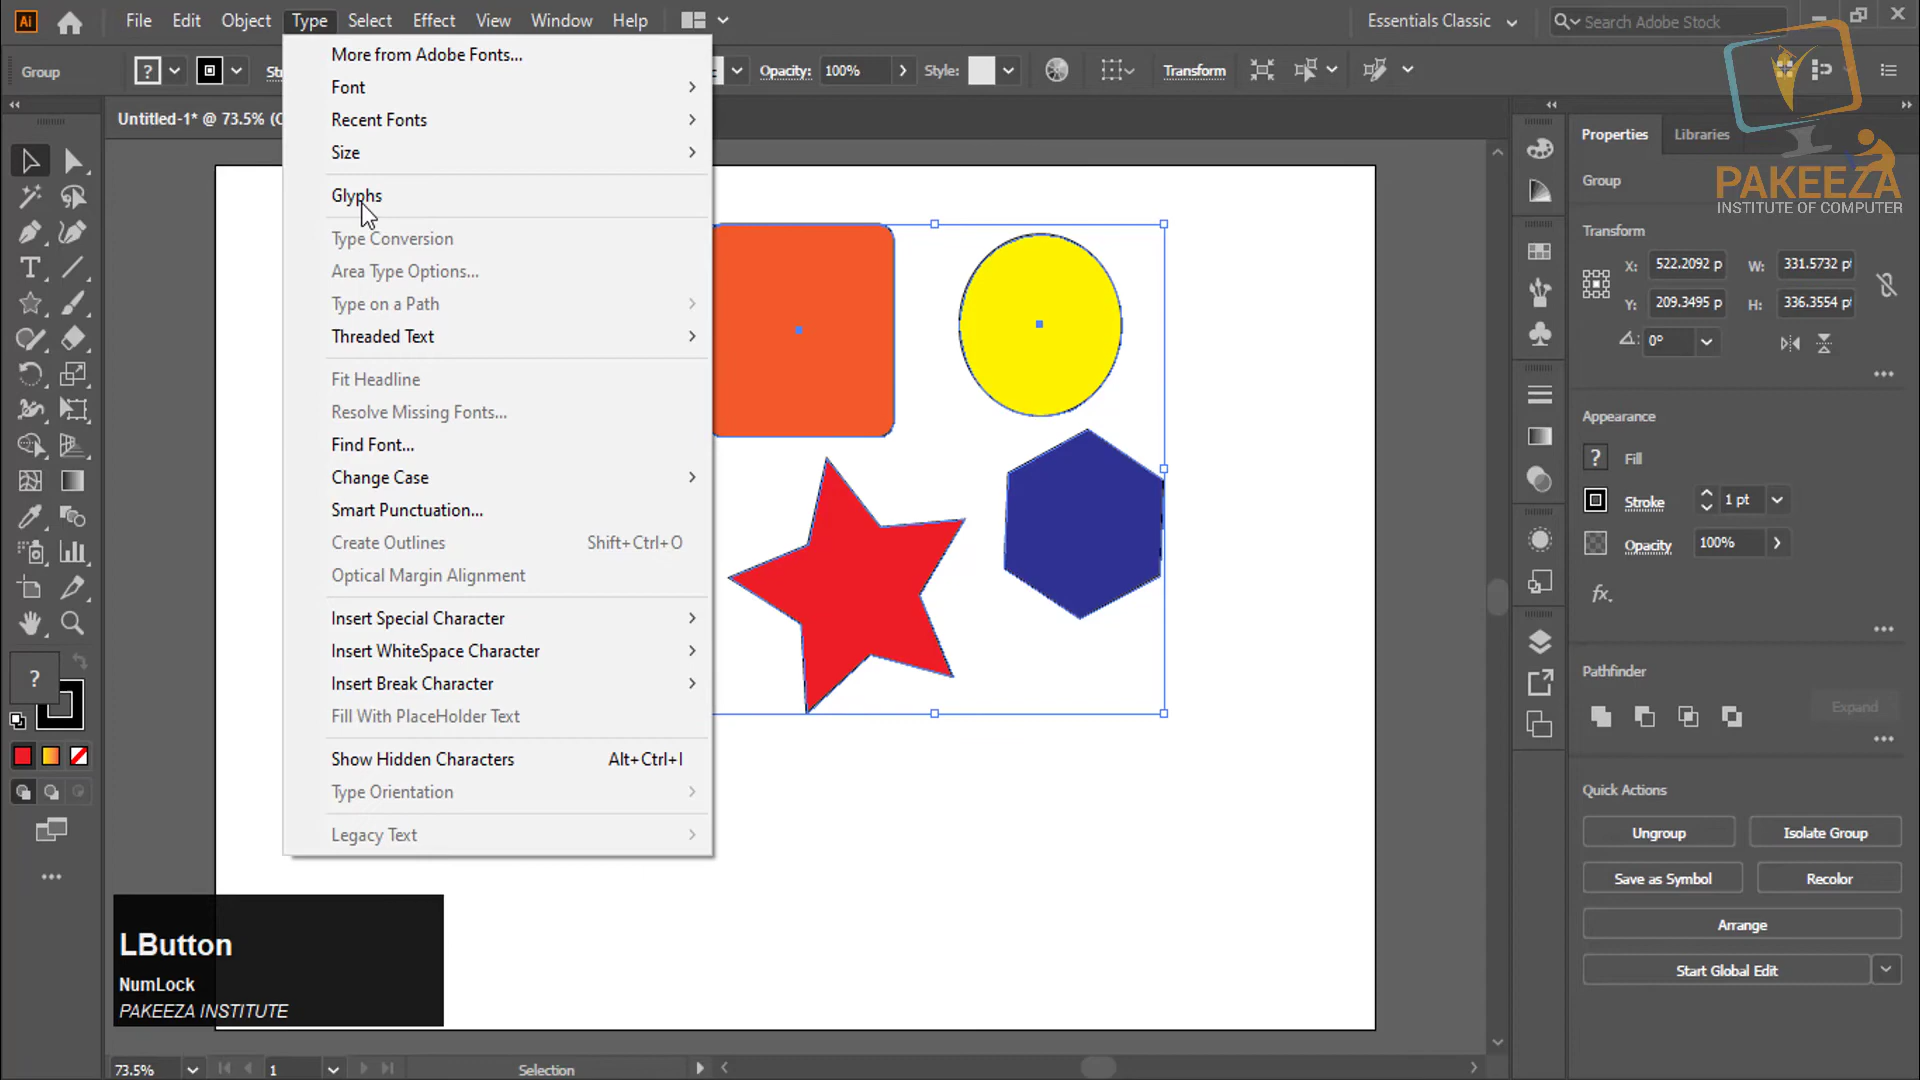 Ai File Edit Object Type Select Effect View Window Help Essentials Classic Search Adobe Stock
Group ? Opacity: 100% Style: Transform
Untitled-1* @ 73.5%
More from Adobe Fonts...
Font
Recent Fonts
Size
Glyphs
Type Conversion
Area Type Options...
Type on a Path
Threaded Text
Fit Headline
Resolve Missing Fonts...
Find Font...
Change Case
Smart Punctuation...
Create Outlines Shift+Ctrl+O
Optical Margin Alignment
Insert Special Character
Insert WhiteSpace Character
Insert Break Character
Fill With PlaceHolder Text
Show Hidden Characters Alt+Ctrl+I
Type Orientation
Legacy Text
?
LButton
NumLock
PAKEEZA INSTITUTE
73.5% 1 Selection
PAKEEZA
INSTITUTE OF COMPUTER
Properties Libraries
Group
Transform
X: 522.2092 p W: 331.5732 pt
Y: 209.3495 p H: 336.3554 pt
0°
Appearance
? Fill
Stroke 1 pt
Opacity 100%
fx.
Pathfinder
Expand
Quick Actions
Ungroup Isolate Group
Save as Symbol Recolor
Arrange
Start Global Edit